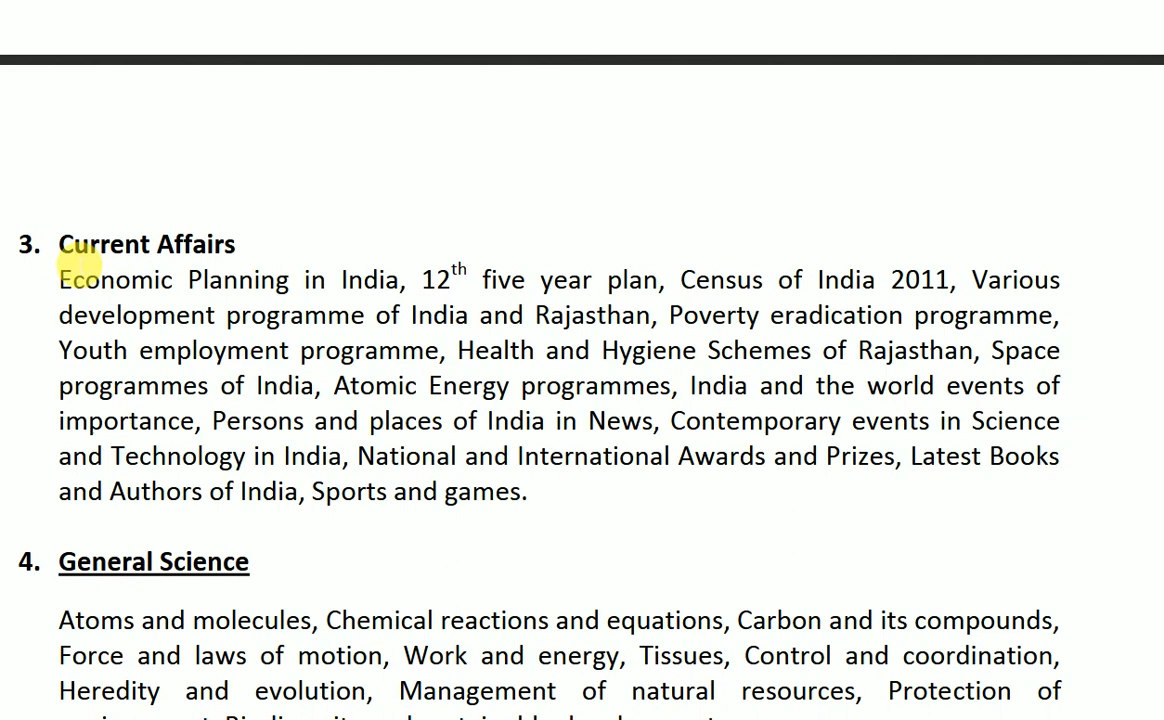 3. Current Affairs
Economic Planning in India, 12th five year plan, Census of India 2011, Various
development programme of India and Rajasthan, Poverty eradication programme,
Youth employment programme, Health and Hygiene Schemes of Rajasthan, Space
programmes of India, Atomic Energy programmes, India and the world events of
importance, Persons and places of India in News, Contemporary events in Science
and Technology in India, National and International Awards and Prizes, Latest Books
and Authors of India, Sports and games.
4. General Science
Atoms and molecules, Chemical reactions and equations, Carbon and its compounds,
Force and laws of motion, Work and energy, Tissues, Control and coordination,
Heredity and evolution, Management of natural resources, Protection of